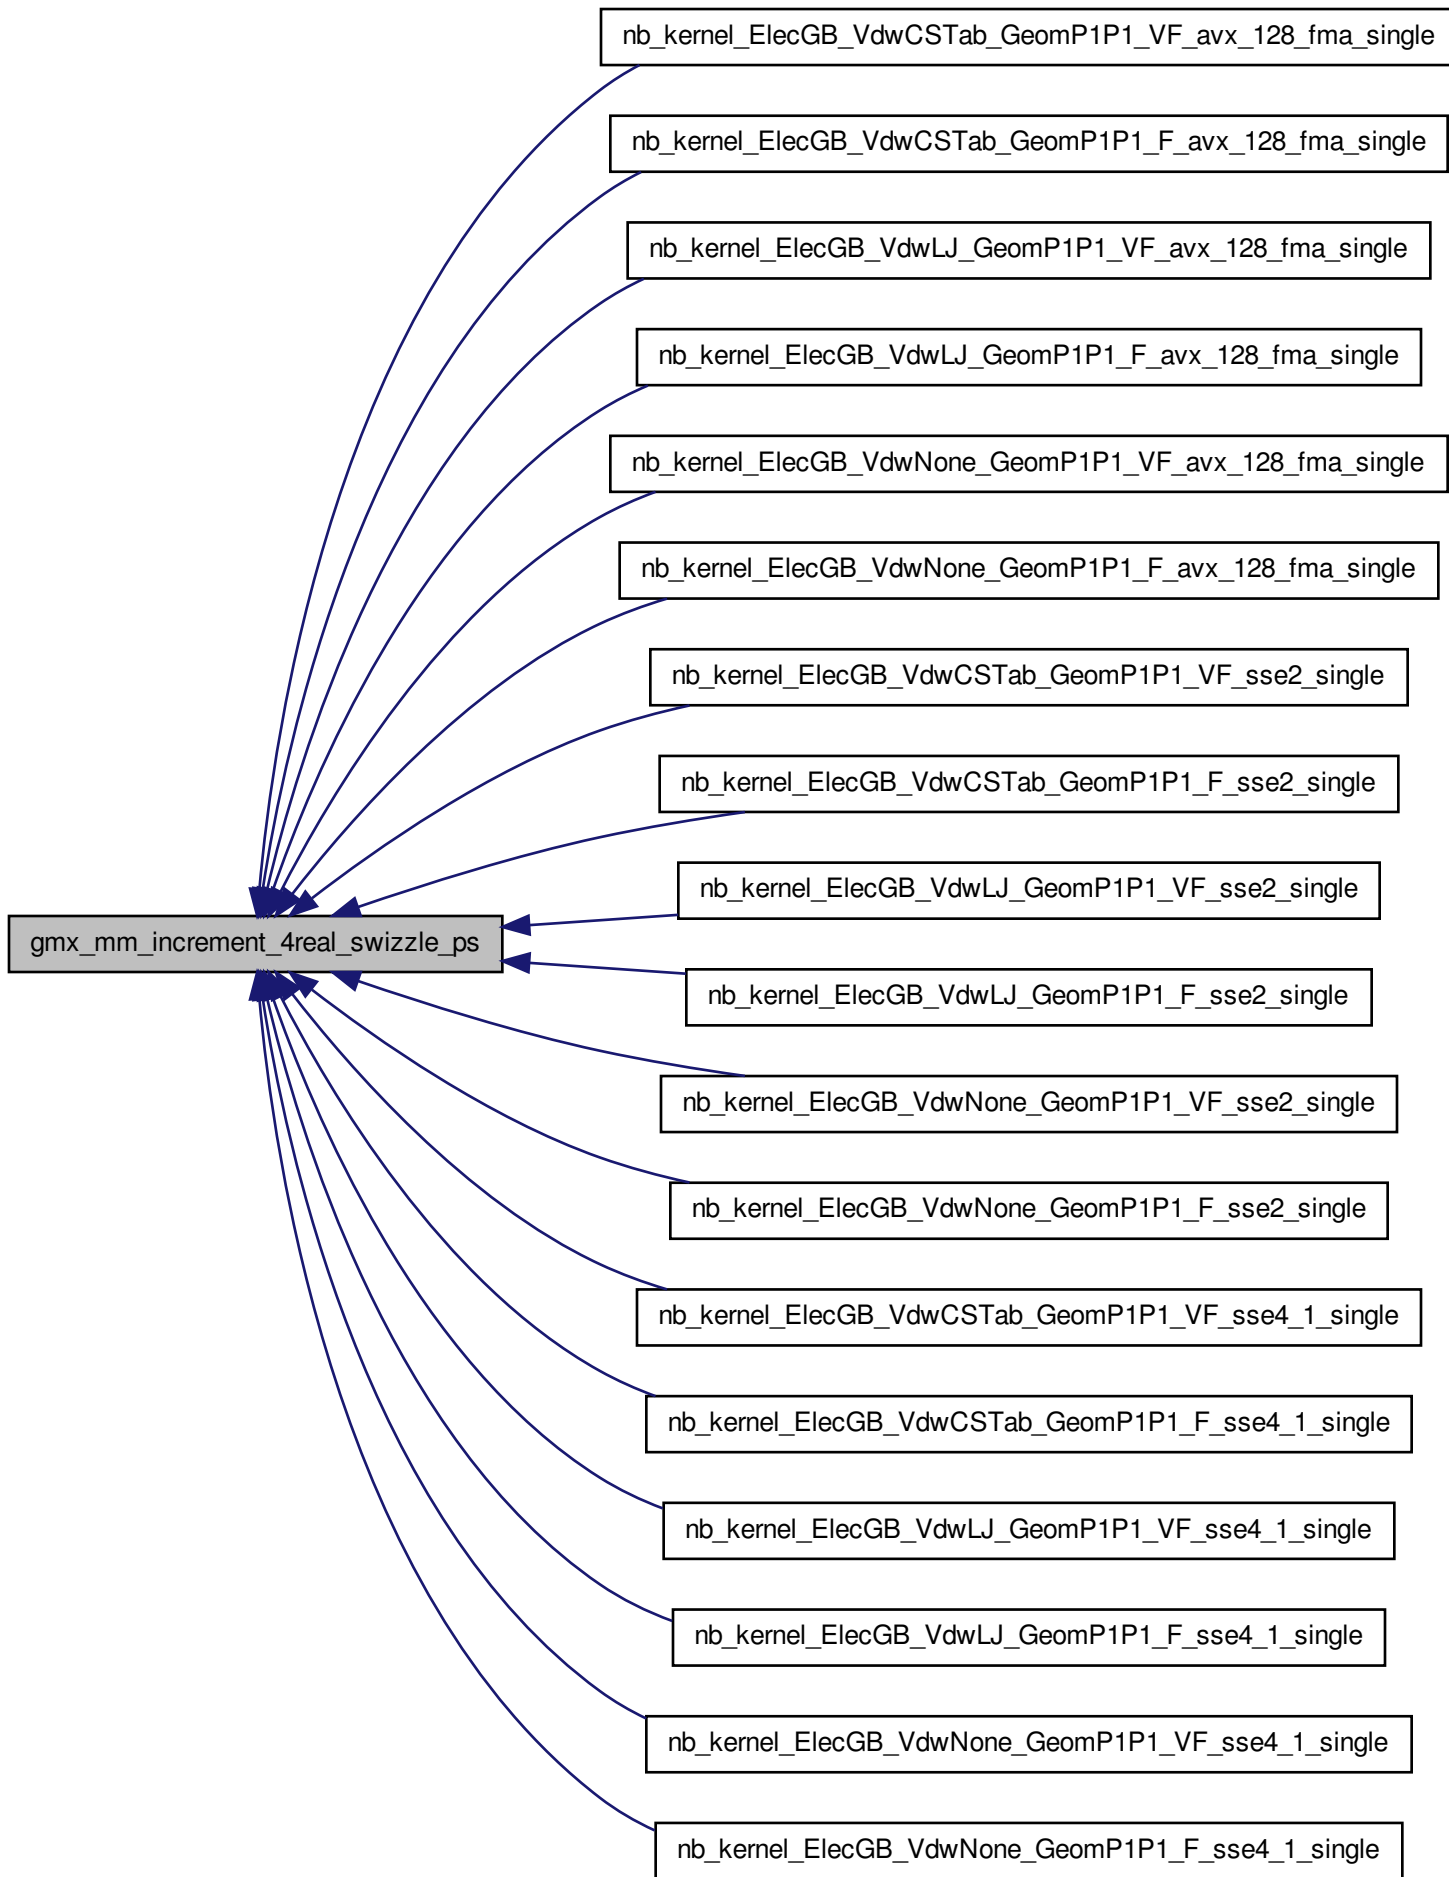 nb_kernel_ElecGB_VdwCSTab_GeomP1P1_VF_avx_128_fma_single
nb_kernel_ElecGB_VdwCSTab_GeomP1P1_F_avx_128_fma_single
nb_kernel_ElecGB_VdwLJ_GeomP1P1_VF_avx_128_fma_single
nb_kernel_ElecGB_VdwLJ_GeomP1P1_F_avx_128_fma_single
nb_kernel_ElecGB_VdwNone_GeomP1P1_VF_avx_128_fma_single
nb_kernel_ElecGB_VdwNone_GeomP1P1_F_avx_128_fma_single
nb_kernel_ElecGB_VdwCSTab_GeomP1P1_VF_sse2_single
nb_kernel_ElecGB_VdwCSTab_GeomP1P1_F_sse2_single
nb_kernel_ElecGB_VdwLJ_GeomP1P1_VF_sse2_single
gmx_mm_increment_4real_swizzle_ps
nb_kernel_ElecGB_VdwLJ_GeomP1P1_F_sse2_single
nb_kernel_ElecGB_VdwNone_GeomP1P1_VF_sse2_single
nb_kernel_ElecGB_VdwNone_GeomP1P1_F_sse2_single
nb_kernel_ElecGB_VdwCSTab_GeomP1P1_VF_sse4_1_single
nb_kernel_ElecGB_VdwCSTab_GeomP1P1_F_sse4_1_single
nb_kernel_ElecGB_VdwLJ_GeomP1P1_VF_sse4_1_single
nb_kernel_ElecGB_VdwLJ_GeomP1P1_F_sse4_1_single
nb_kernel_ElecGB_VdwNone_GeomP1P1_VF_sse4_1_single
nb_kernel_ElecGB_VdwNone_GeomP1P1_F_sse4_1_single